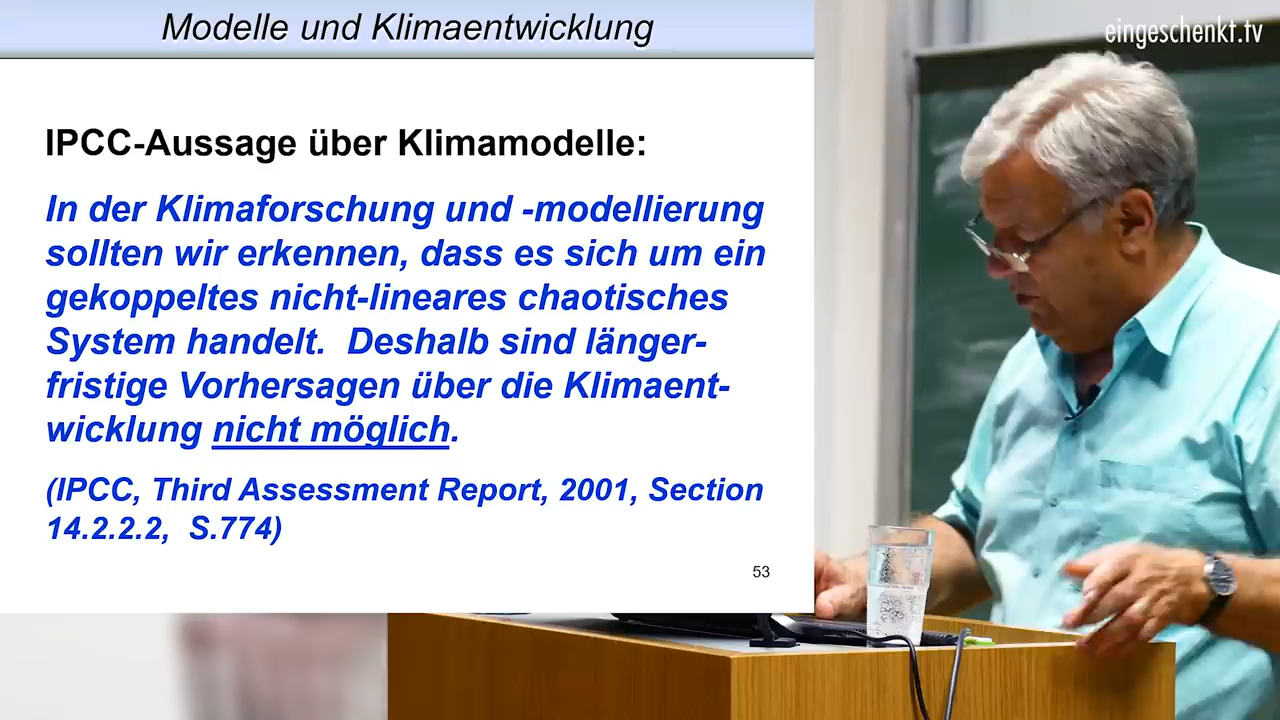 Modelle und Klimaentwicklung
eingeschenkt.tv
IPCC-Aussage über Klimamodelle:
In der Klimaforschung und -modellierung
sollten wir erkennen, dass es sich um ein
gekoppeltes nicht-lineares chaotisches
System handelt. Deshalb sind länger-
fristige Vorhersagen über die Klimaent-
wicklung nicht möglich.
(IPCC, Third Assessment Report, 2001, Section
14.2.2.2, S.774)
53